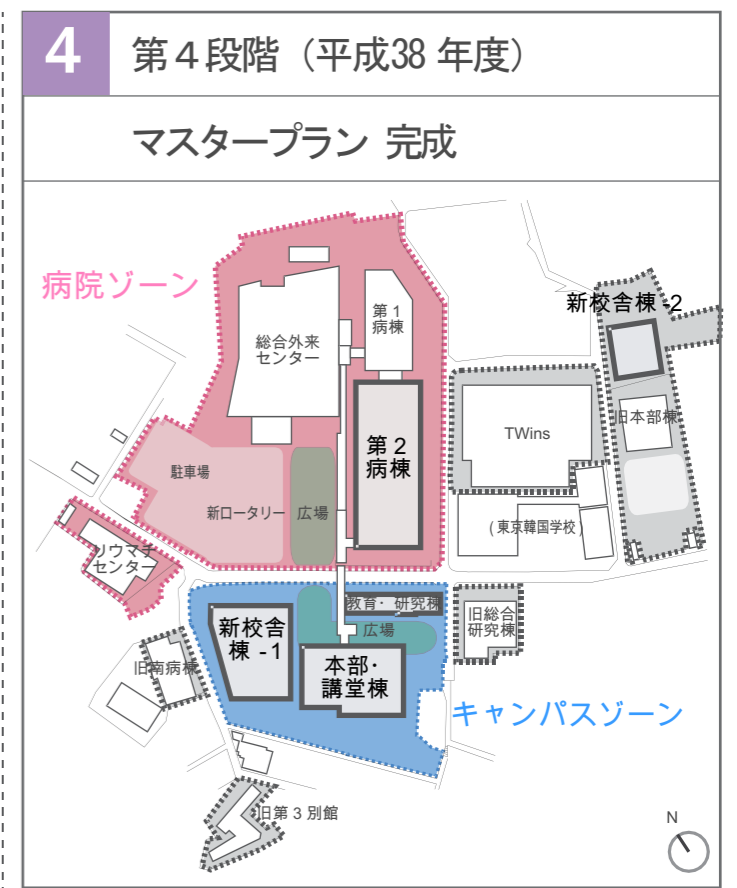 4
第４段階（平成38 年度）
マスタープラン 完成
病院ゾーン
新校舎棟 -2
第１
病棟
総合外来
センター
旧本部棟
TWins
第２
病棟
駐車場
新ロータリー
広場
(東京韓国学校)
リウマチ
センター
教育・研究棟
旧総合
研究棟
新校舎
棟 -1
広場
本部・
講堂棟
旧南病棟
キャンパスゾーン
旧第３別館
N